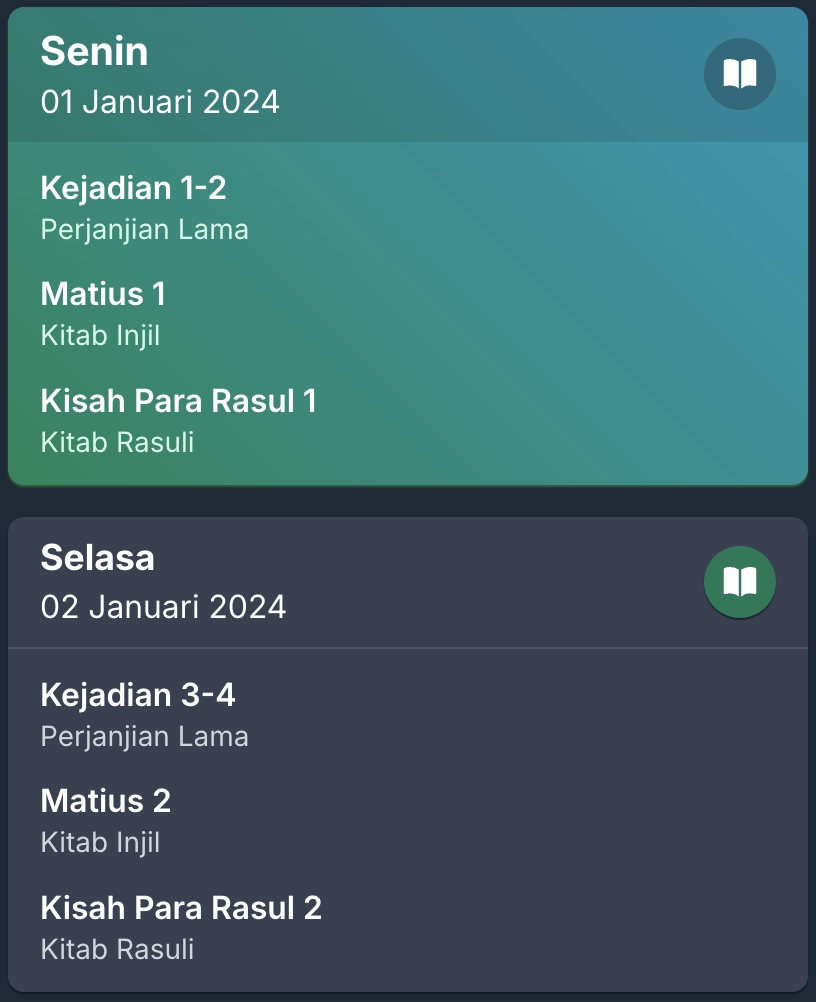 Senin
01 Januari 2024
Kejadian 1-2
Perjanjian Lama
Matius 1
Kitab Injil
Kisah Para Rasul 1
Kitab Rasuli
Selasa
02 Januari 2024
Kejadian 3-4
Perjanjian Lama
Matius 2
Kitab Injil
Kisah Para Rasul 2
Kitab Rasuli